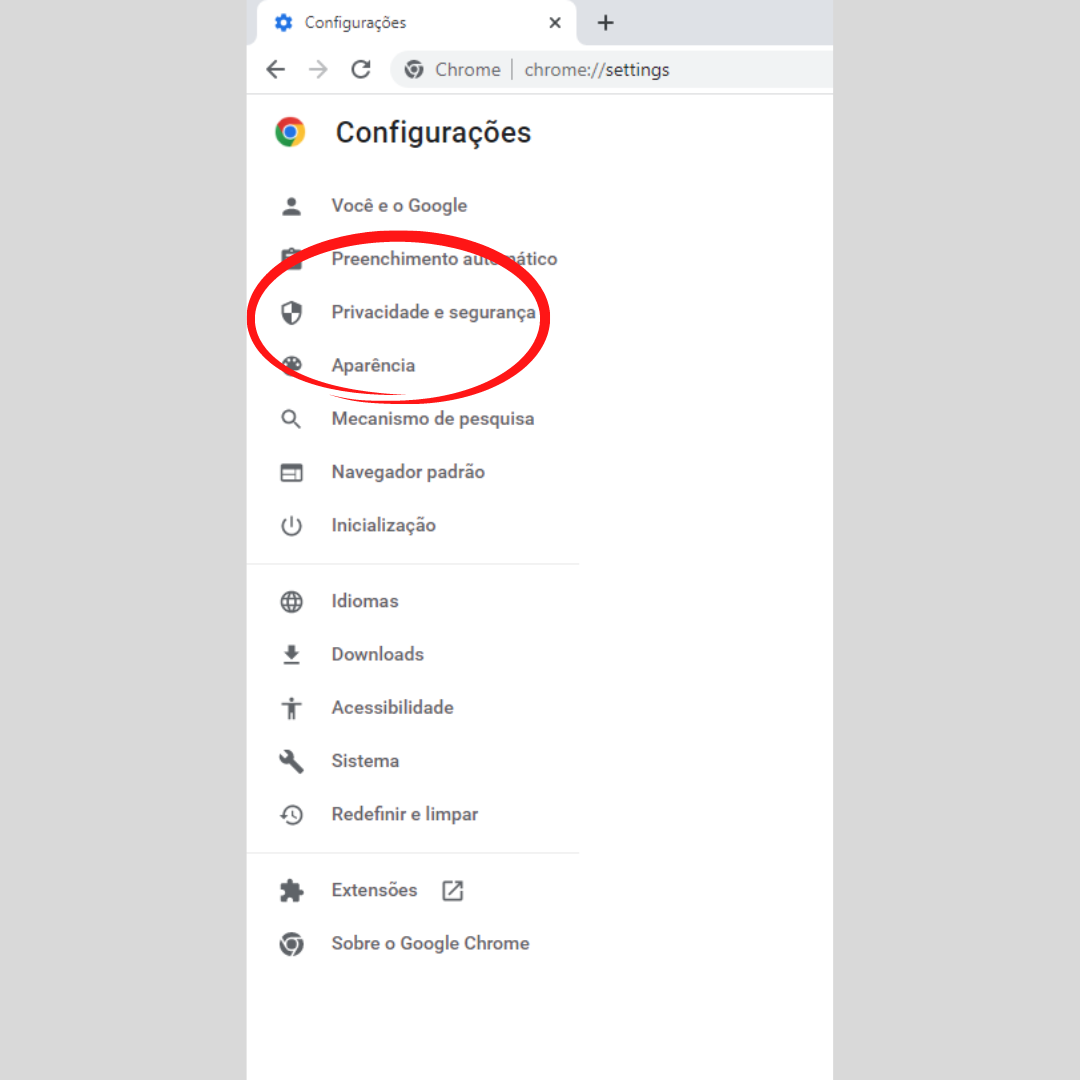 Configurações
Chrome | chrome://settings
Configurações
Você e o Google
Preenchimento automático
Privacidade e segurança
Aparência
Mecanismo de pesquisa
Navegador padrão
Inicialização
Idiomas
Downloads
Acessibilidade
Sistema
Redefinir e limpar
Extensões
Sobre o Google Chrome